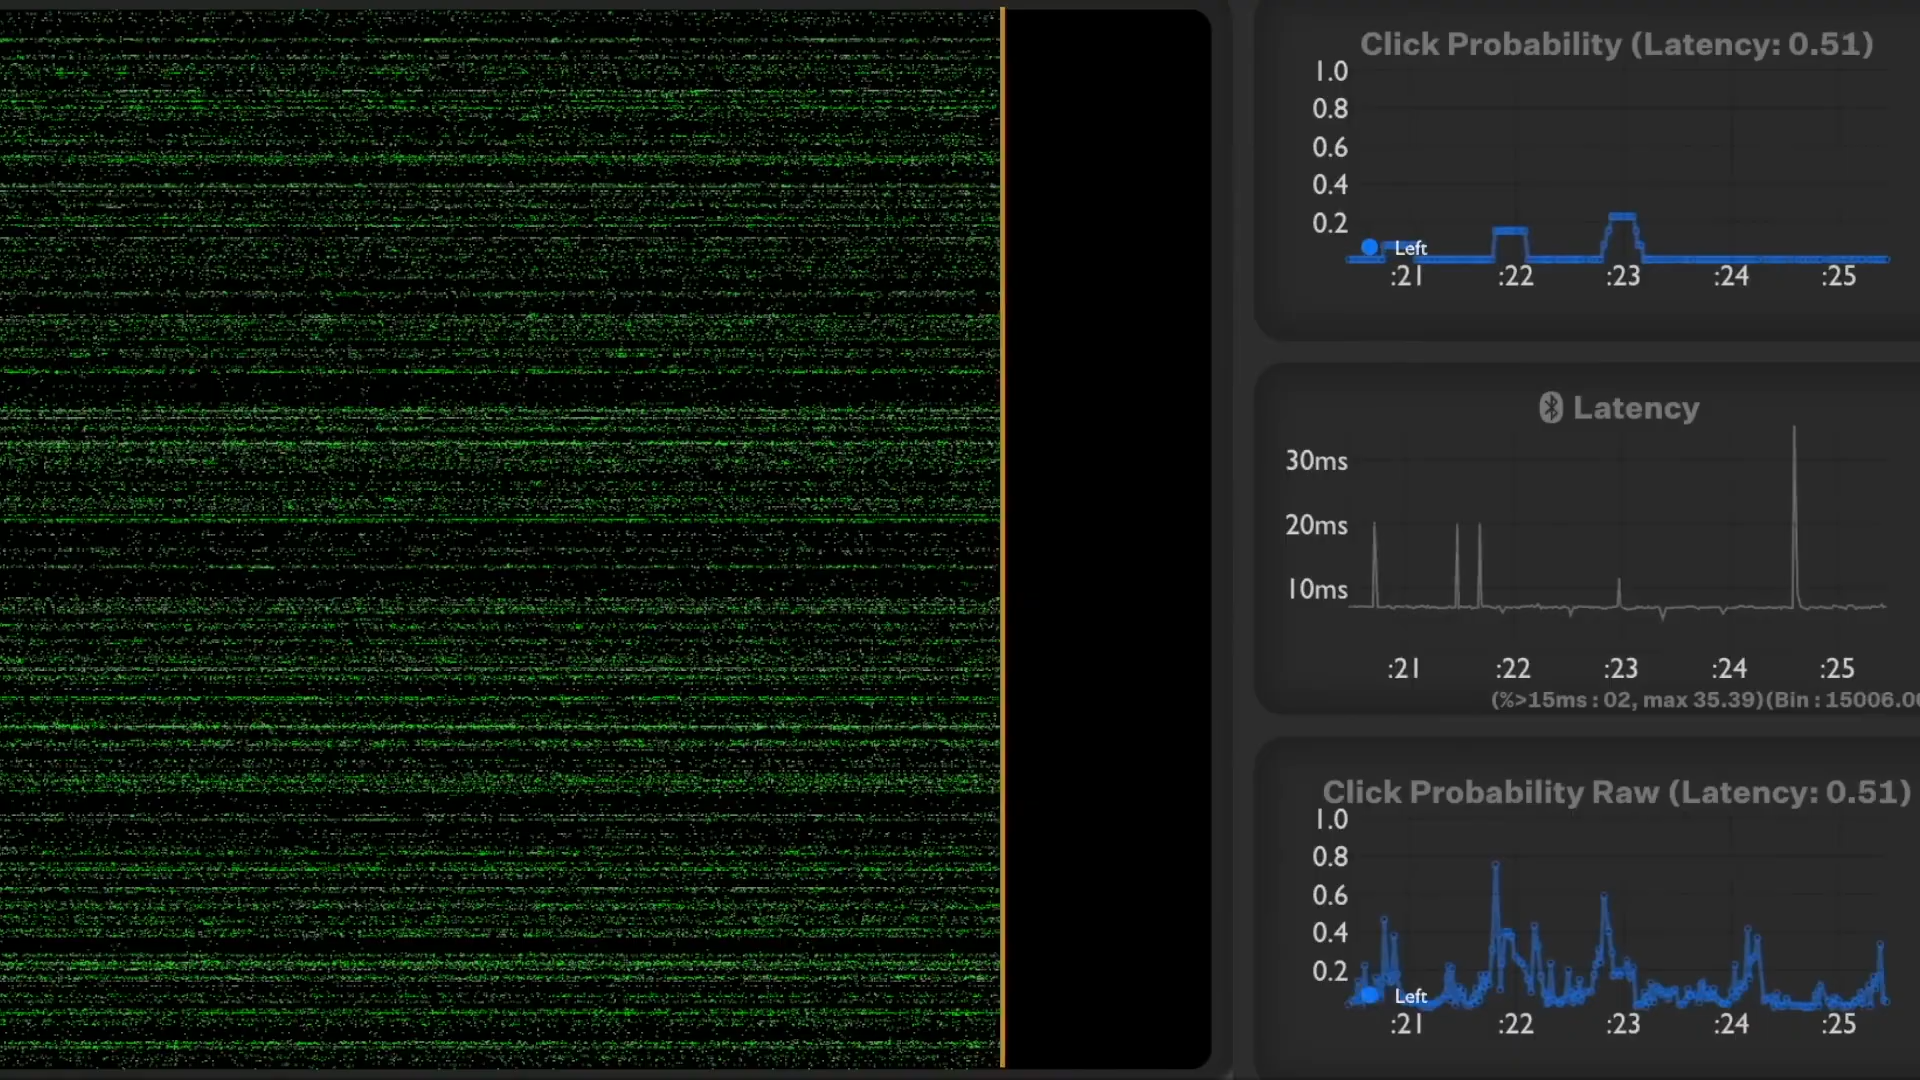 Click Probability (Latency: 0.51)
1.0
0.8
0.6
0.4
0.2
Left
:21 :22 :23 :24 :25
Latency
30ms
20ms
10ms
:21 :22 :23 :24 :25
(%>15ms : 02, max 35.39)(Bin : 15006.00
Click Probability Raw (Latency: 0.51)
1.0
0.8
0.6
0.4
0.2
Left
:21 :22 :23 :24 :25